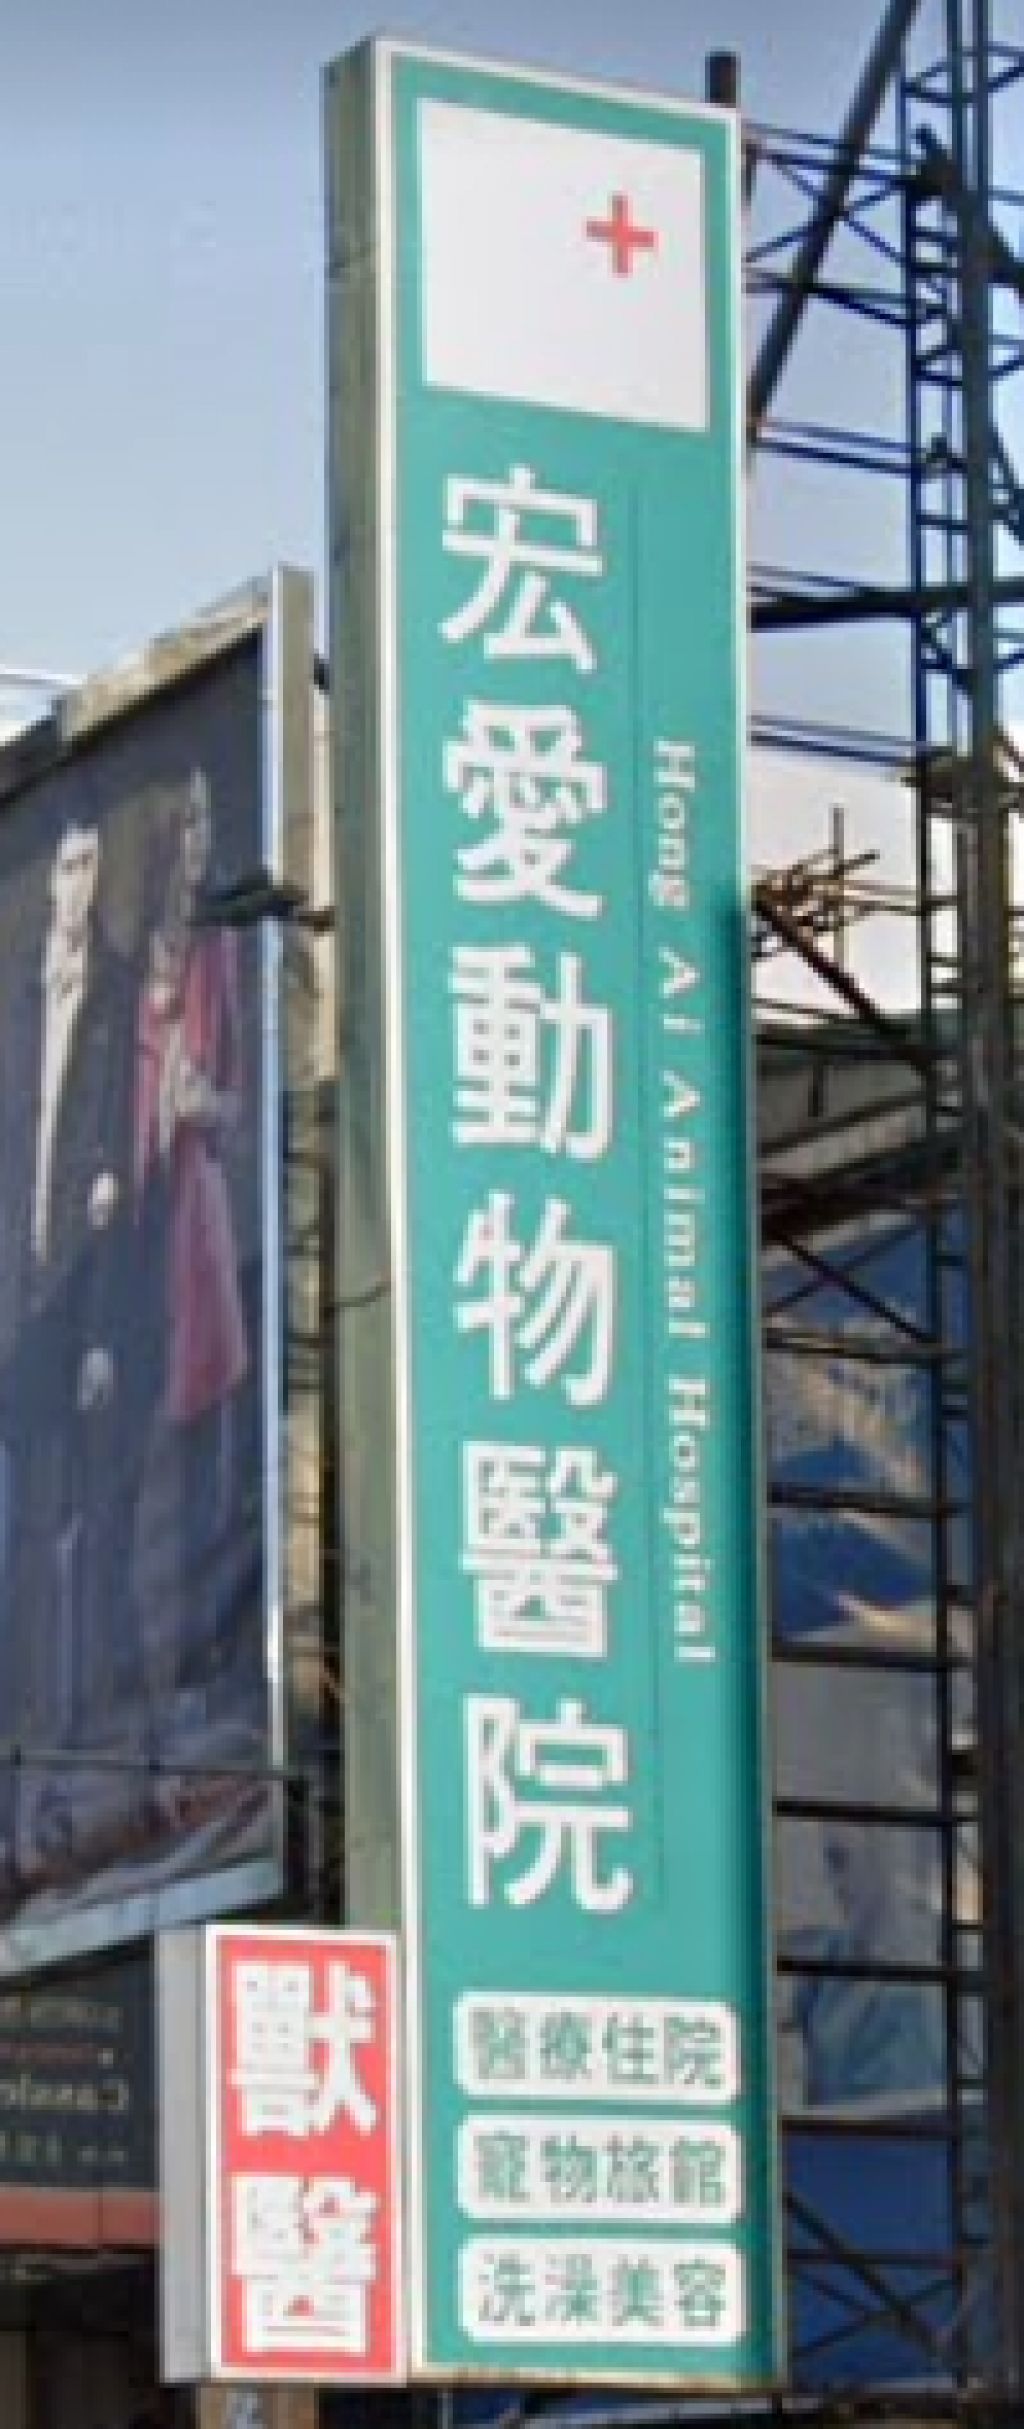 宏愛動物醫院
Hong Ai Animal Hospital
醫療住院
寵物旅館
洗澡美容
獸醫